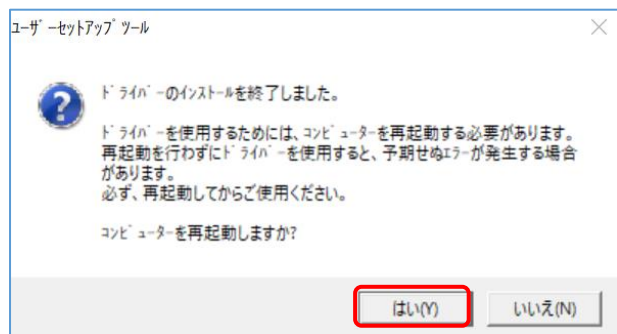 ﾕｰｻﾞｰｾｯﾄｱｯﾌﾟﾂｰﾙ
ﾄﾞﾗｲﾊﾞｰのｲﾝｽﾄｰﾙを終了しました。
ﾄﾞﾗｲﾊﾞｰを使用するためには、ｺﾝﾋﾟｭｰﾀｰを再起動する必要があります。
再起動を行わずにﾄﾞﾗｲﾊﾞｰを使用すると、予期せぬｴﾗｰが発生する場合
があります。
必ず、再起動してからご使用ください。
ｺﾝﾋﾟｭｰﾀｰを再起動しますか?
はい(Y)
いいえ(N)